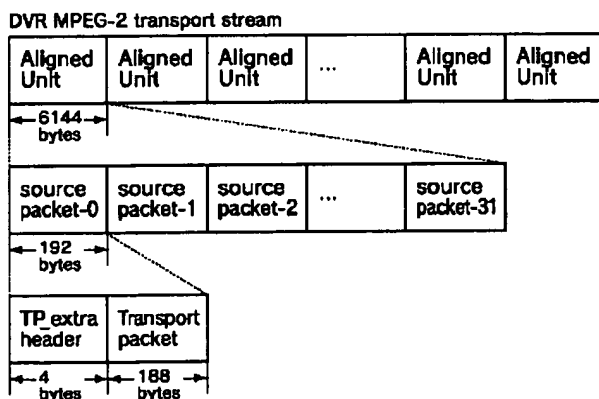 DVR MPEG-2 transport stream
Aligned Unit
Aligned Unit
Aligned Unit
...
Aligned Unit
Aligned Unit
6144 bytes
source packet-0
source packet-1
source packet-2
...
source packet-31
192 bytes
TP_extra header
Transport packet
4 bytes
188 bytes